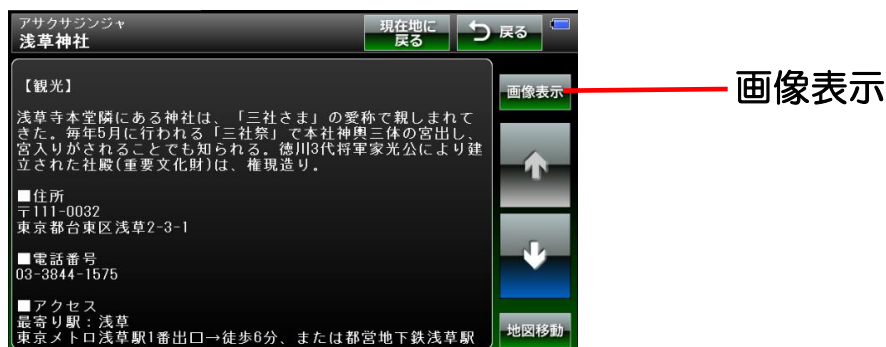 アサクサジンジャ
浅草神社
現在地に
戻る
戻る
【観光】
浅草寺本堂隣にある神社は、「三社さま」の愛称で親しまれて
きた。毎年5月に行われる「三社祭」で本社神輿三体の宮出し、
宮入りがされることでも知られる。徳川3代将軍家光公により建
立された社殿(重要文化財)は、権現造り。
■住所
〒111-0032
東京都台東区浅草2-3-1
■電話番号
03-3844-1575
■アクセス
最寄り駅：浅草
東京メトロ浅草駅1番出口→徒歩6分、または都営地下鉄浅草駅
画像表示
地図移動
画像表示